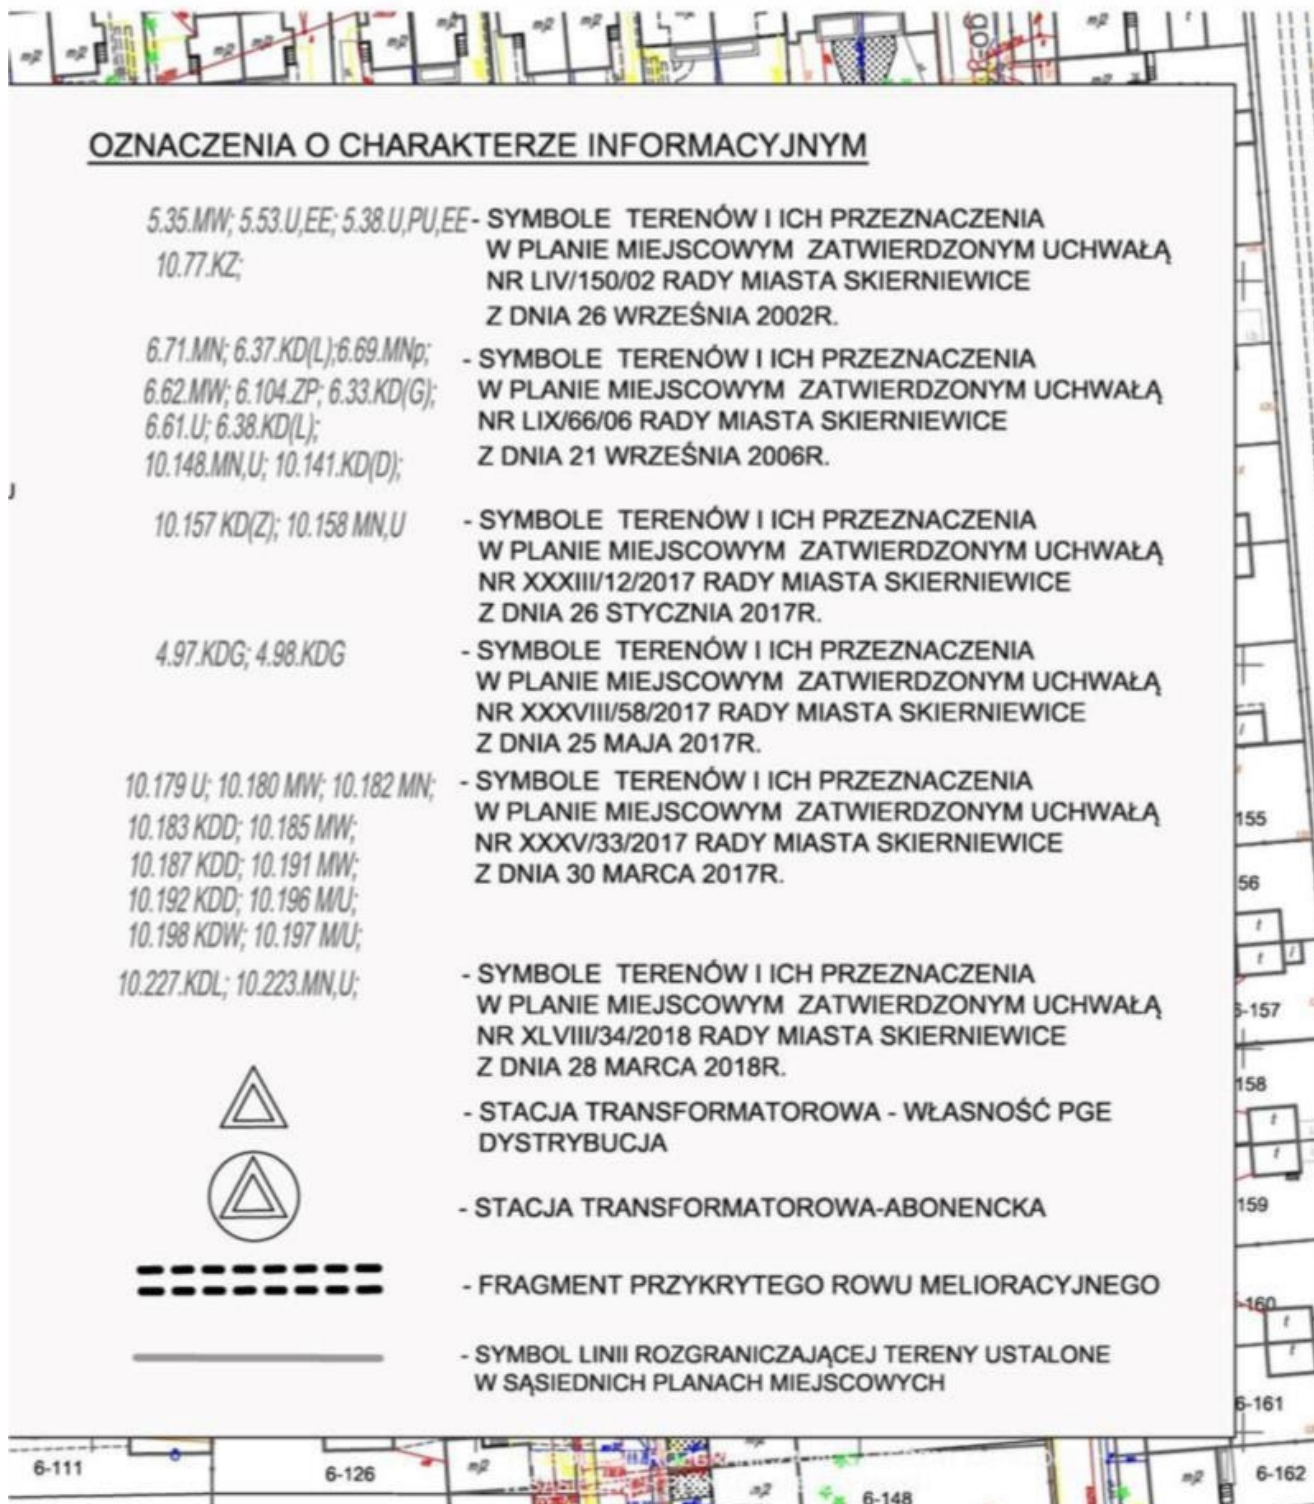 OZNACZENIA O CHARAKTERZE INFORMACYJNYM
5.35.MW; 5.53.U,EE; 5.38.U,PU,EE - SYMBOLE TERENÓW I ICH PRZEZNACZENIA
W PLANIE MIEJSCOWYM ZATWIERDZONYM UCHWAŁĄ
10.77.KZ;
NR LIV/150/02 RADY MIASTA SKIERNIEWICE
Z DNIA 26 WRZEŚNIA 2002R.
6.71.MN; 6.37.KD(L);6.69.MNp;
6.62.MW; 6.104.ZP; 6.33.KD(G);
6.61.U; 6.38.KD(L);
10.148.MN,U; 10.141.KD(D);
- SYMBOLE TERENÓW I ICH PRZEZNACZENIA
W PLANIE MIEJSCOWYM ZATWIERDZONYM UCHWAŁĄ
NR LIX/66/06 RADY MIASTA SKIERNIEWICE
Z DNIA 21 WRZEŚNIA 2006R.
10.157 KD(Z); 10.158 MN,U
- SYMBOLE TERENÓW I ICH PRZEZNACZENIA
W PLANIE MIEJSCOWYM ZATWIERDZONYM UCHWAŁĄ
NR XXXIII/12/2017 RADY MIASTA SKIERNIEWICE
Z DNIA 26 STYCZNIA 2017R.
4.97.KDG; 4.98.KDG
- SYMBOLE TERENÓW I ICH PRZEZNACZENIA
W PLANIE MIEJSCOWYM ZATWIERDZONYM UCHWAŁĄ
NR XXXVIII/58/2017 RADY MIASTA SKIERNIEWICE
Z DNIA 25 MAJA 2017R.
10.179 U; 10.180 MW; 10.182 MN;
10.183 KDD; 10.185 MW;
10.187 KDD; 10.191 MW;
10.192 KDD; 10.196 M/U;
10.198 KDW; 10.197 M/U;
- SYMBOLE TERENÓW I ICH PRZEZNACZENIA
W PLANIE MIEJSCOWYM ZATWIERDZONYM UCHWAŁĄ
NR XXXV/33/2017 RADY MIASTA SKIERNIEWICE
Z DNIA 30 MARCA 2017R.
10.227.KDL; 10.223.MN,U;
- SYMBOLE TERENÓW I ICH PRZEZNACZENIA
W PLANIE MIEJSCOWYM ZATWIERDZONYM UCHWAŁĄ
NR XLVIII/34/2018 RADY MIASTA SKIERNIEWICE
Z DNIA 28 MARCA 2018R.
- STACJA TRANSFORMATOROWA - WŁASNOŚĆ PGE
DYSTRYBUCJA
- STACJA TRANSFORMATOROWA-ABONENCKA
- FRAGMENT PRZYKRYTEGO ROWU MELIORACYJNEGO
- SYMBOL LINII ROZGRANICZAJĄCEJ TERENY USTALONE
W SĄSIEDNICH PLANACH MIEJSCOWYCH
155
56
6-157
158
159
6-160
6-161
6-162
6-111
6-126
6-148